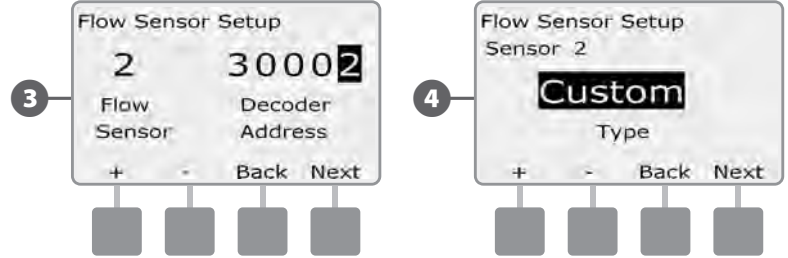 3
Flow Sensor Setup
2 30002
Flow Decoder
Sensor Address
+ - Back Next
4
Flow Sensor Setup
Sensor 2
Custom
Type
+ - Back Next